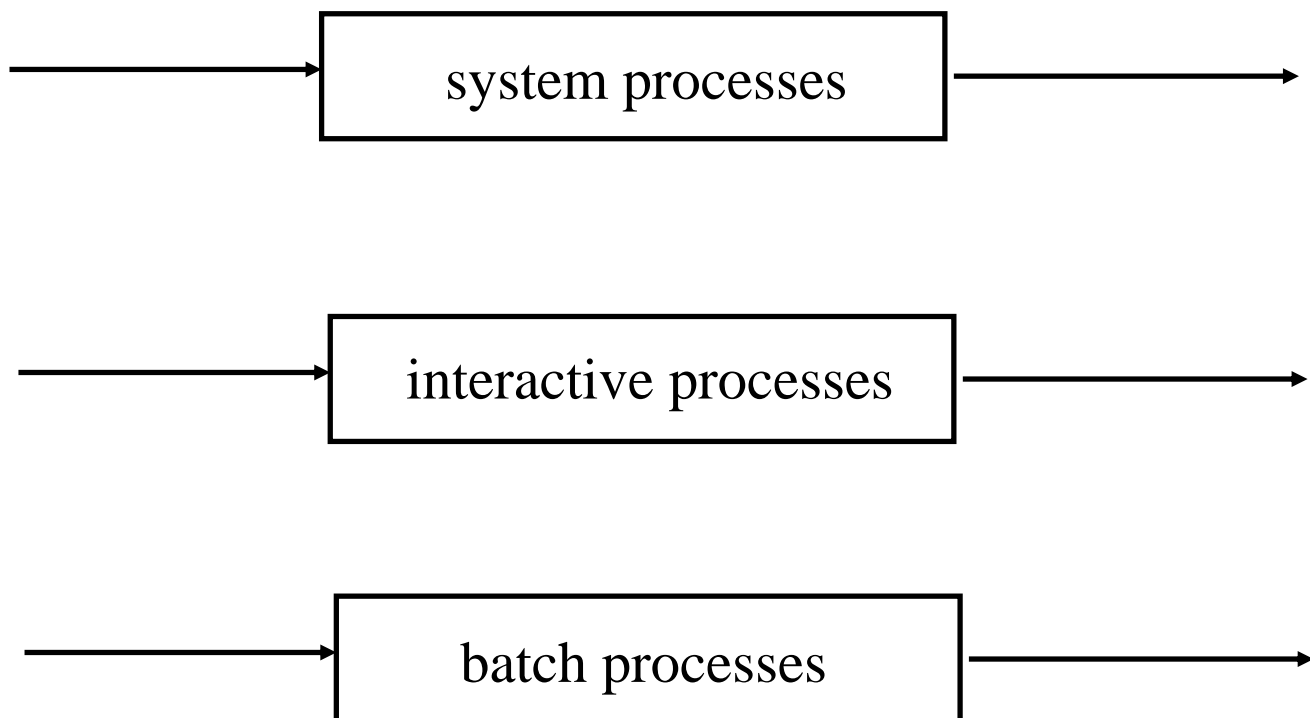 system processes
interactive processes
batch processes